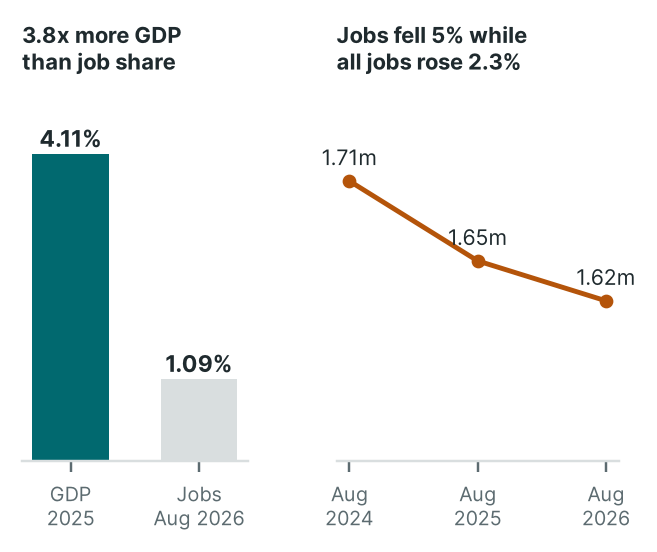 3.8x more GDP
than job share
4.11%
1.09%
GDP
2025
Jobs
Aug 2026
Jobs fell 5% while
all jobs rose 2.3%
1.71m
1.65m
1.62m
Aug
2024
Aug
2025
Aug
2026